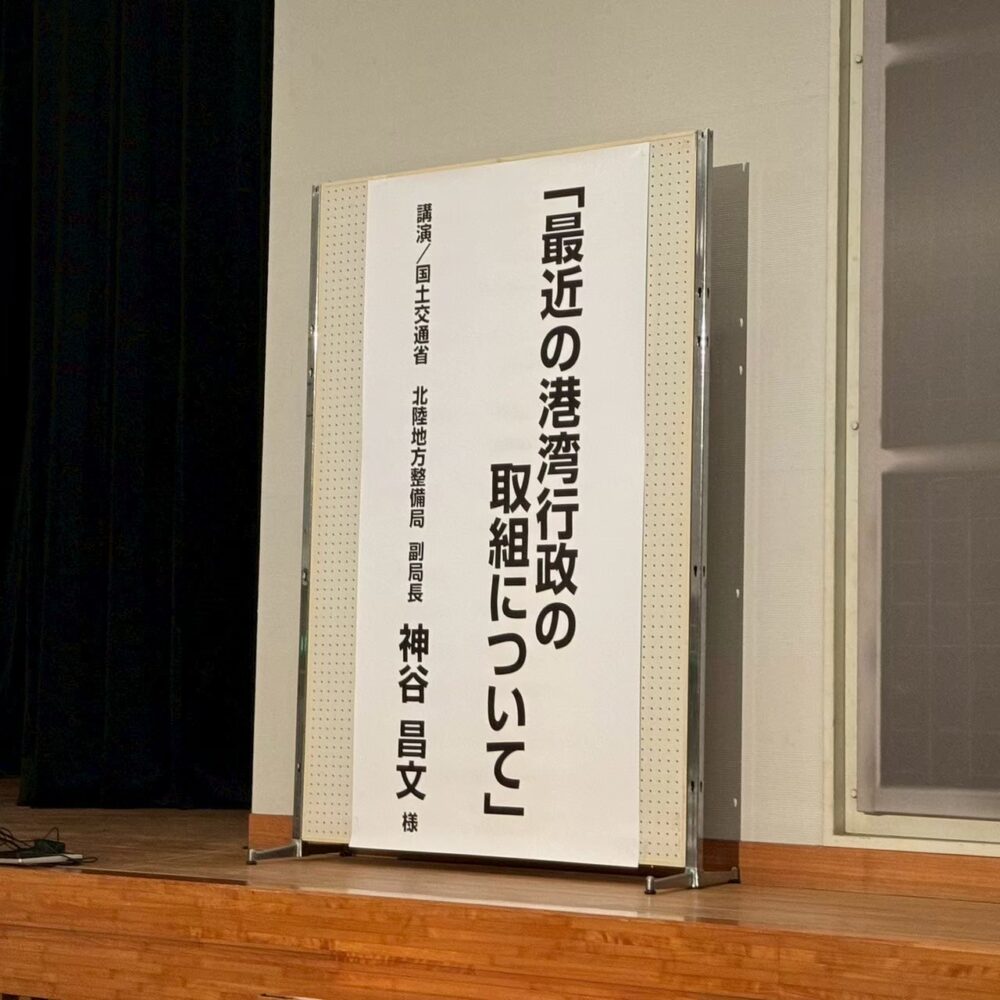 「最近の港湾行政の
取組について」
講演／国土交通省　北陸地方整備局　副局長　神谷　昌文　様